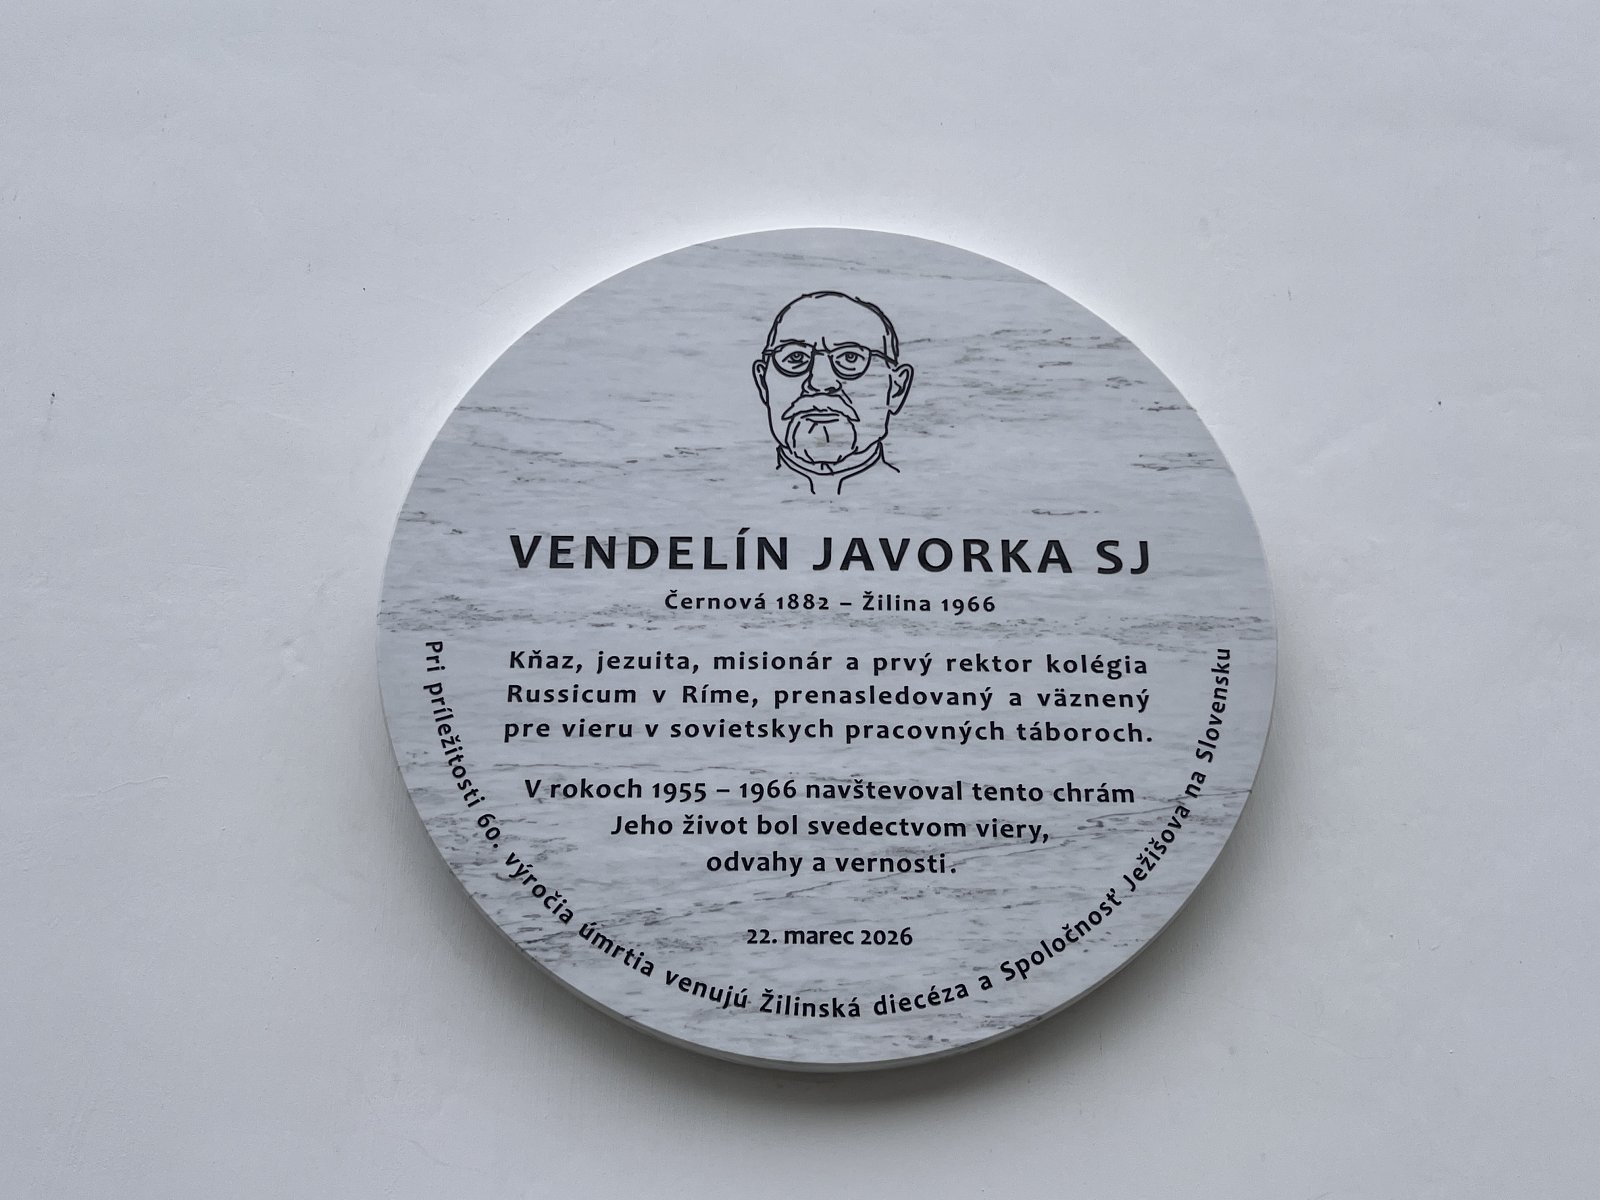 VENDELÍN JAVORKA SJ
Černová 1882 – Žilina 1966
Kňaz, jezuita, misionár a prvý rektor kolégia
Russicum v Ríme, prenasledovaný a väznený
pre vieru v sovietskych pracovných táboroch.
V rokoch 1955 – 1966 navštevoval tento chrám
Jeho život bol svedectvom viery,
odvahy a vernosti.
22. marec 2026
Pri príležitosti 60. výročia úmrtia venujú Žilinská diecéza a Spoločnosť Ježišova na Slovensku